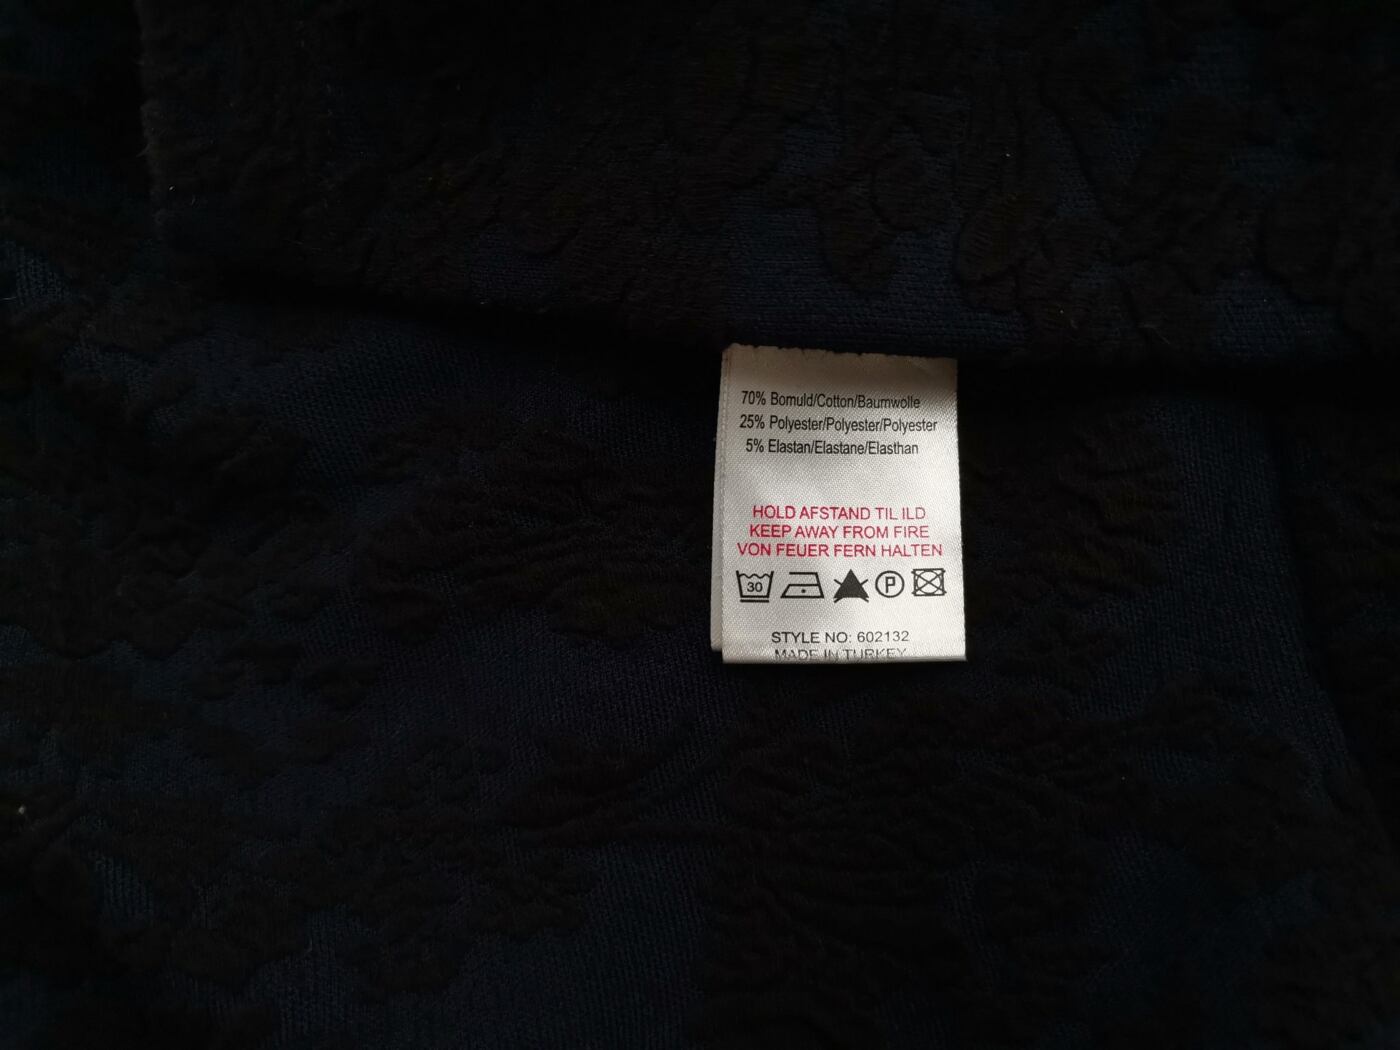 70% Bomuld/Cotton/Baumwolle
25% Polyester/Polyester/Polyester
5% Elastan/Elastane/Elasthan
HOLD AFSTAND TIL ILD
KEEP AWAY FROM FIRE
VON FEUER FERN HALTEN
30 P
STYLE NO: 602132
MADE IN TURKEY